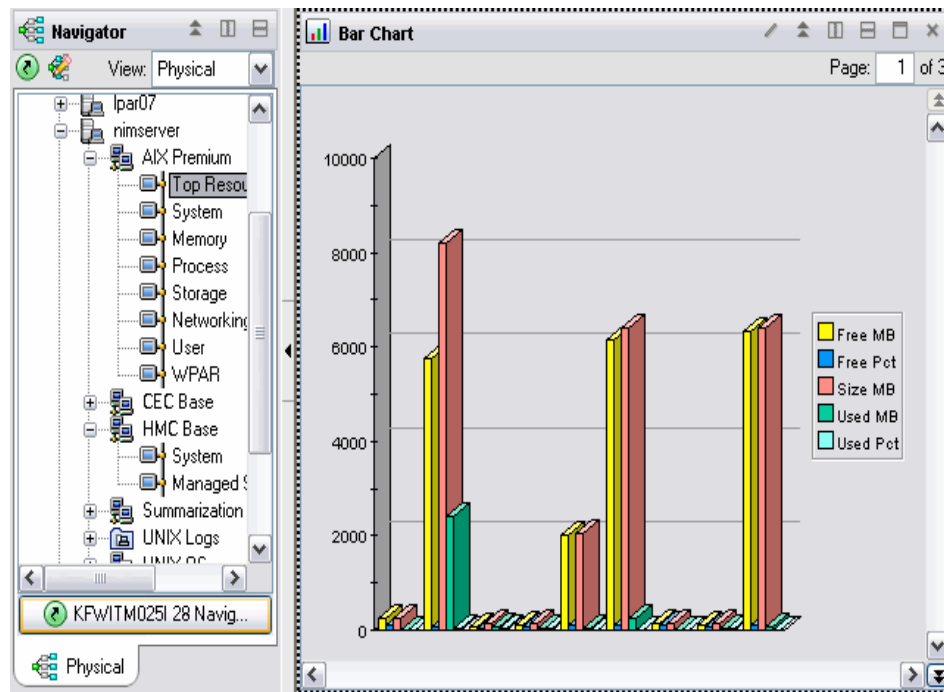 Navigator
View: Physical
lpar07
nimserver
AIX Premium
Top Resou
System
Memory
Process
Storage
Networking
User
WPAR
CEC Base
HMC Base
System
Managed S
Summarization
UNIX Logs
UNIX OS
KFWITM025I 28 Navig...
Physical
Bar Chart
Page: 1 of 3
10000
8000
6000
4000
2000
0
Free MB
Free Pct
Size MB
Used MB
Used Pct